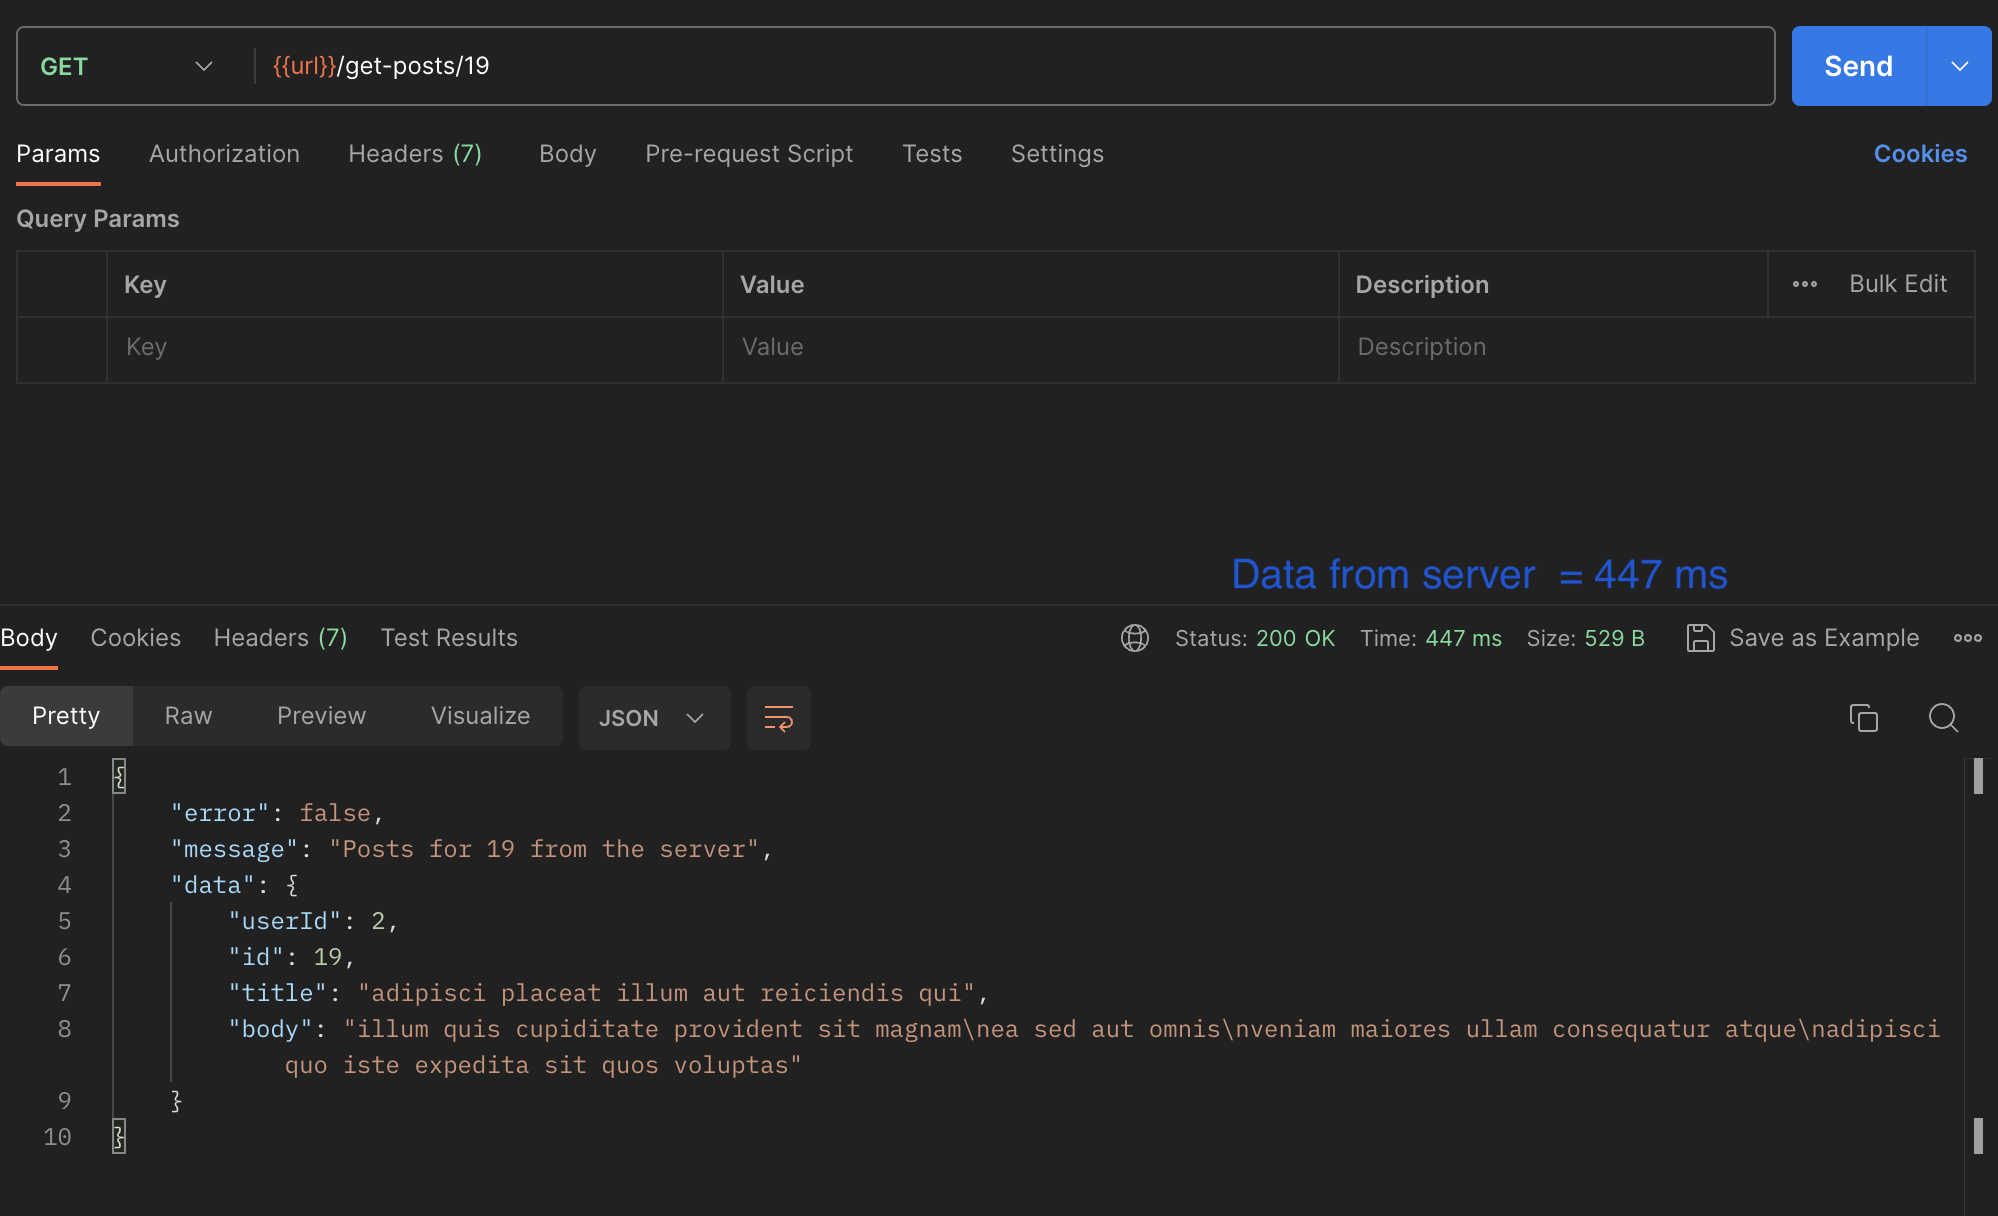 GET {{url}}/get-posts/19 Send
Params Authorization Headers (7) Body Pre-request Script Tests Settings Cookies
Query Params
Key Value Description Bulk Edit
Key Value Description
Data from server = 447 ms
Body Cookies Headers (7) Test Results Status: 200 OK Time: 447 ms Size: 529 B Save as Example
Pretty Raw Preview Visualize JSON
1 {
2 "error": false,
3 "message": "Posts for 19 from the server",
4 "data": {
5 "userId": 2,
6 "id": 19,
7 "title": "adipisci placeat illum aut reiciendis qui",
8 "body": "illum quis cupiditate provident sit magnam\nea sed aut omnis\nveniam maiores ullam consequatur atque\nadipisci
quo iste expedita sit quos voluptas"
9 }
10 }